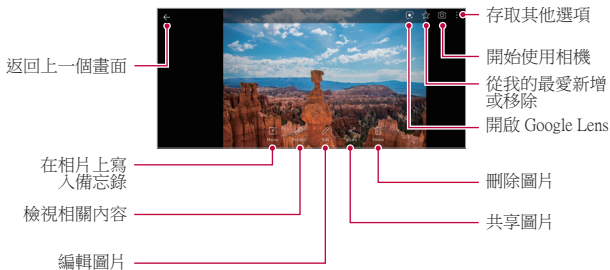 存取其他選項
開始使用相機
從我的最愛新增
或移除
開啟 Google Lens
返回上一個畫面
在相片上寫
入備忘錄
檢視相關內容
編輯圖片
刪除圖片
共享圖片